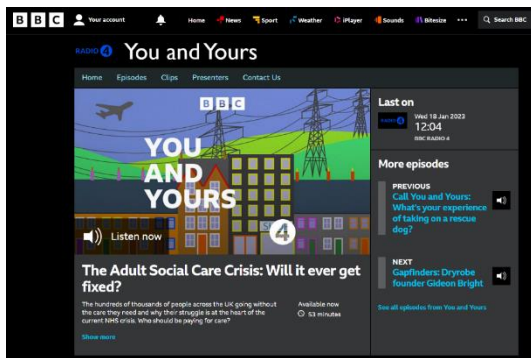 BBC Your account Home News Sport Weather iPlayer Sounds Bitesize Search BBC
RADIO 4 You and Yours
Home Episodes Clips Presenters Contact Us
BBC
YOU
AND
YOURS
4
Listen now
The Adult Social Care Crisis: Will it ever get
fixed?
The hundreds of thousands of people across the UK going without
the care they need and why their struggle is at the heart of the
current NHS crisis. Who should be paying for care?
Show more
Available now
53 minutes
Last on
RADIO 4
Wed 18 Jan 2023
12:04
BBC RADIO 4
More episodes
PREVIOUS
Call You and Yours:
What's your experience
of taking on a rescue
dog?
NEXT
Gapfinders: Dryrobe
founder Gideon Bright
See all episodes from You and Yours